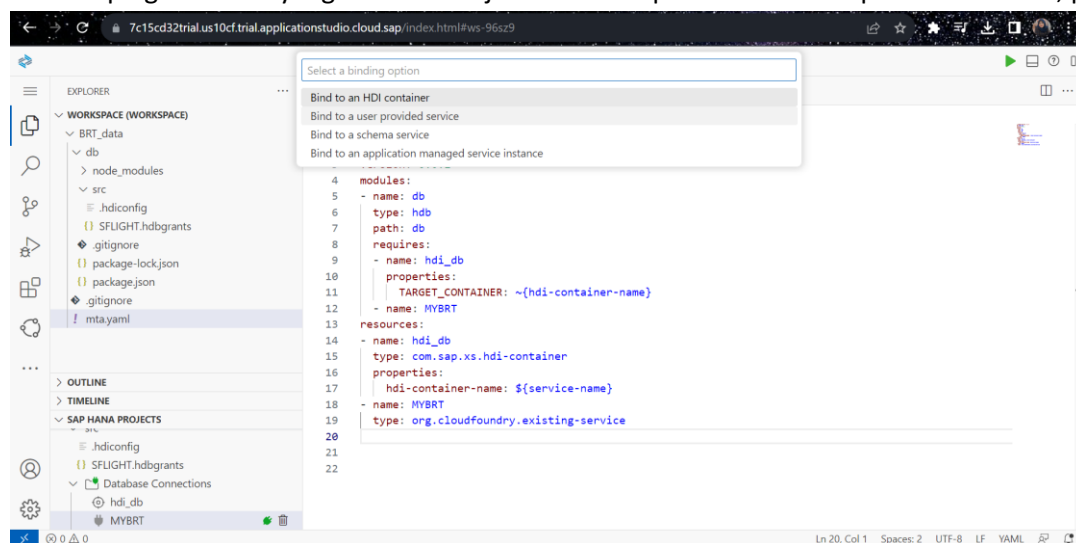 7c15cd32trial.us10cf.trial.applicationstudio.cloud.sap/index.html#ws-96sz9
Select a binding option
Bind to an HDI container
Bind to a user provided service
Bind to a schema service
Bind to an application managed service instance
EXPLORER
WORKSPACE (WORKSPACE)
BRT_data
db
node_modules
src
.hdiconfig
SFLIGHT.hdbgrants
.gitignore
package-lock.json
package.json
.gitignore
mta.yaml
OUTLINE
TIMELINE
SAP HANA PROJECTS
src
.hdiconfig
SFLIGHT.hdbgrants
Database Connections
hdi_db
MYBRT
4 modules:
5 - name: db
6 type: hdb
7 path: db
8 requires:
9 - name: hdi_db
10 properties:
11 TARGET_CONTAINER: ~{hdi-container-name}
12 - name: MYBRT
13 resources:
14 - name: hdi_db
15 type: com.sap.xs.hdi-container
16 properties:
17 hdi-container-name: ${service-name}
18 - name: MYBRT
19 type: org.cloudfoundry.existing-service
20
21
22
0 0 Ln 20, Col 1 Spaces: 2 UTF-8 LF YAML